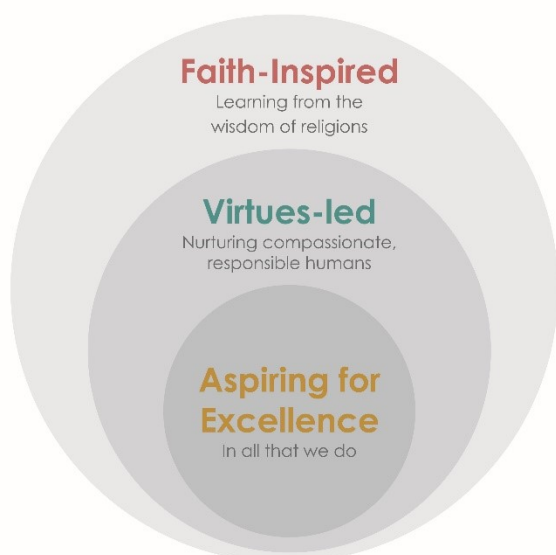 Faith-Inspired
Learning from the
wisdom of religions
Virtues-led
Nurturing compassionate,
responsible humans
Aspiring for
Excellence
In all that we do